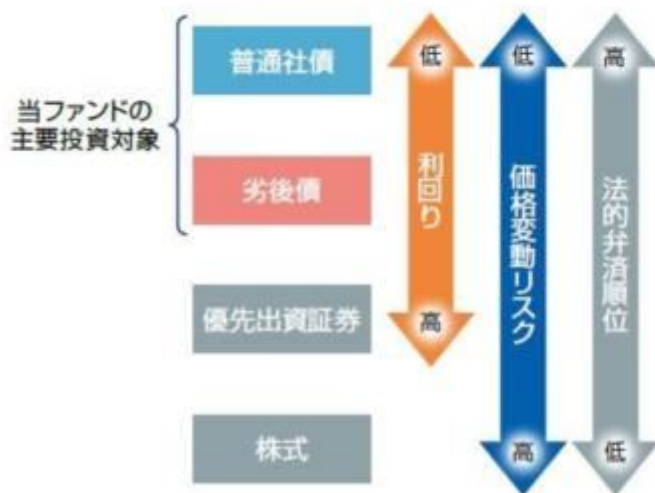 普通社債
当ファンドの
主要投資対象
劣後債
優先出資証券
株式
低
利回り
高
低
価格変動リスク
高
高
法的弁済順位
低